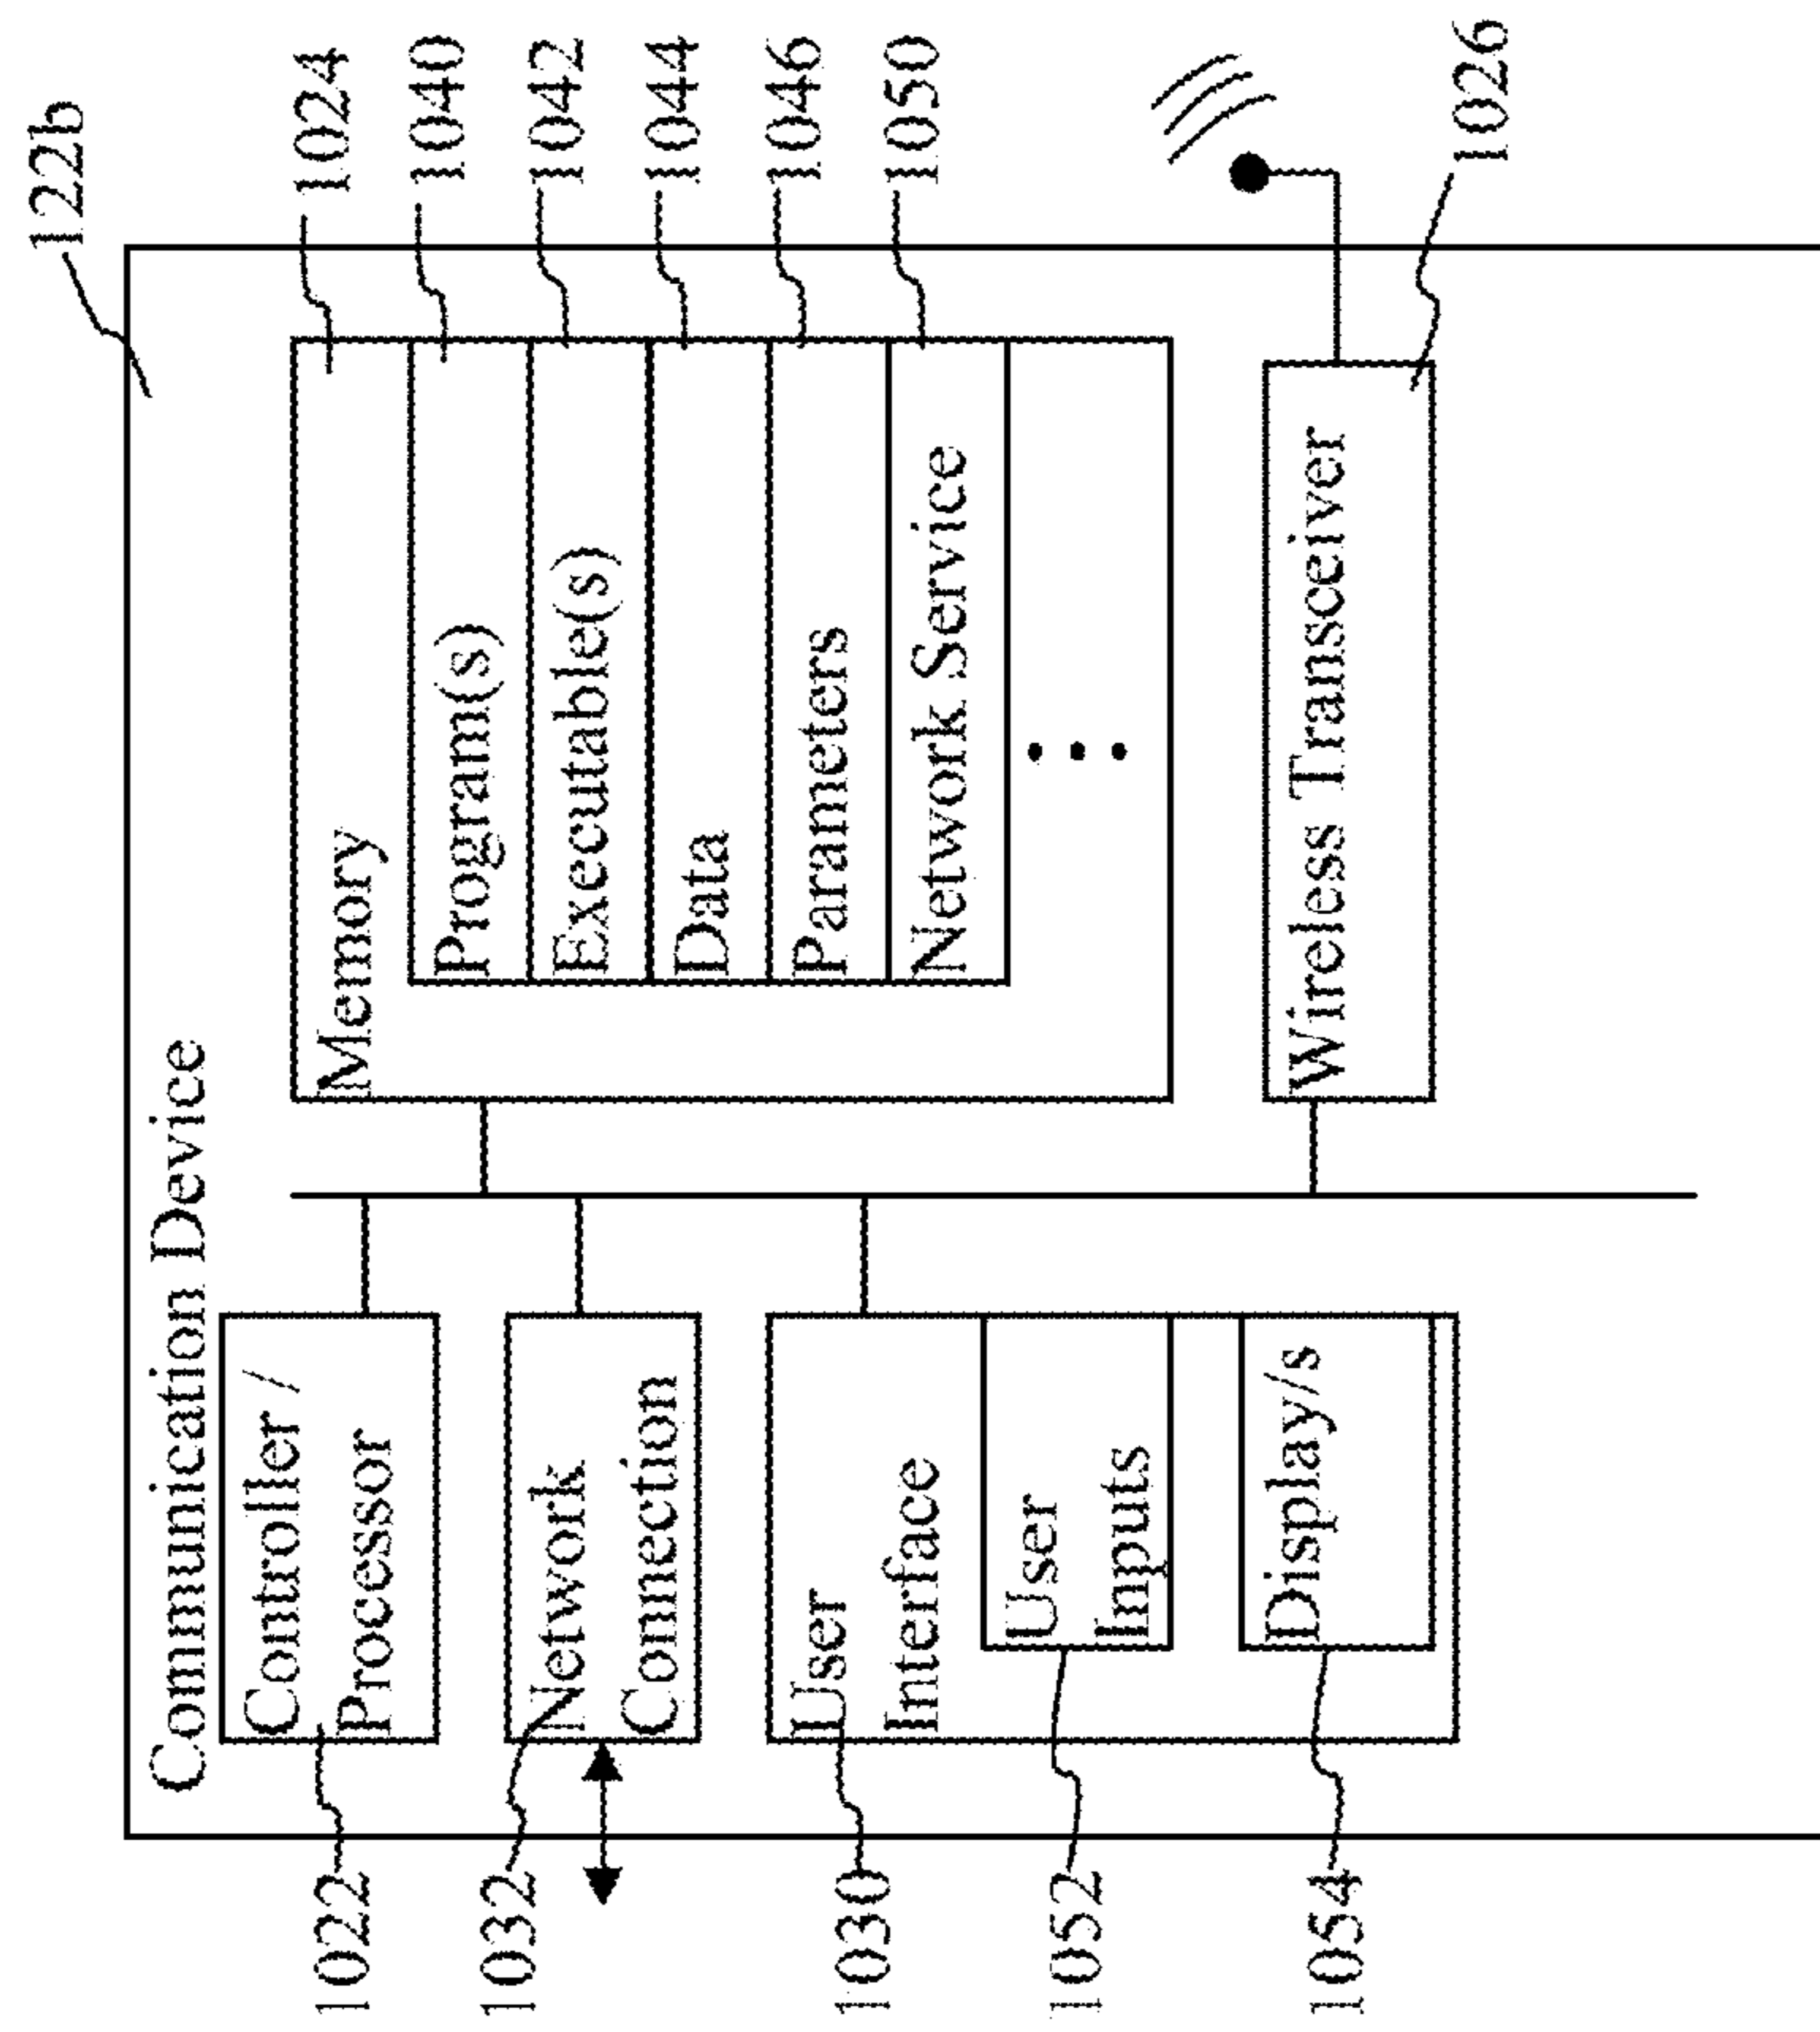 122b
Communication Device
1022
Controller /
Processor
1032
Network
Connection
1030
User
Interface
1052
User
Inputs
1054
Display/s
Memory
1024
Program(s)
1040
Executable(s)
1042
Data
1044
Parameters
1046
Network Service
1050
Wireless Transceiver
1026